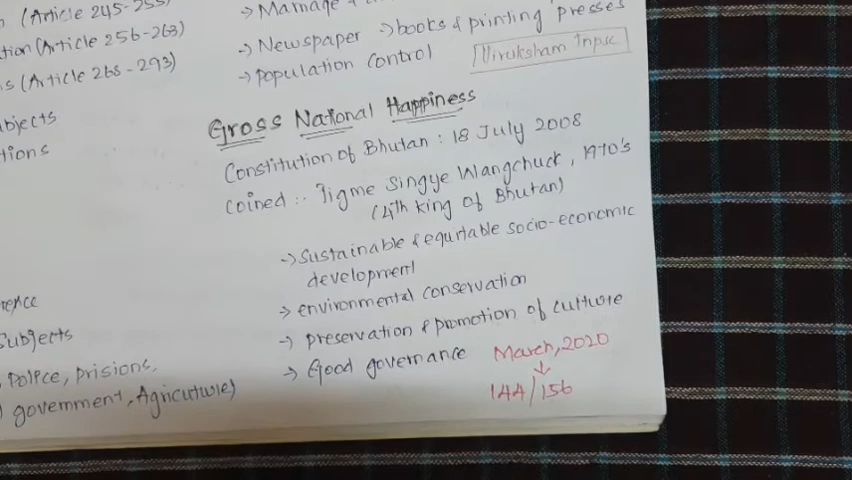 (Article 245-255)
tion (Article 256-263)
s (Article 268-293)
bjects
tions
Subjects
Police, prisions,
government, Agriculture)
→ Marriage &
→ Newspaper → books & printing presses
→ population control
Viruksham Tnpsc
Gross National Happiness
Constitution of Bhutan : 18 July 2008
Coined :- Jigme Singye Wangchuck, 1970's
(4th king of Bhutan)
→ Sustainable & equitable socio-economic
development
→ environmental conservation
→ preservation & promotion of culture
→ Good governance
March, 2020
↓
144/156